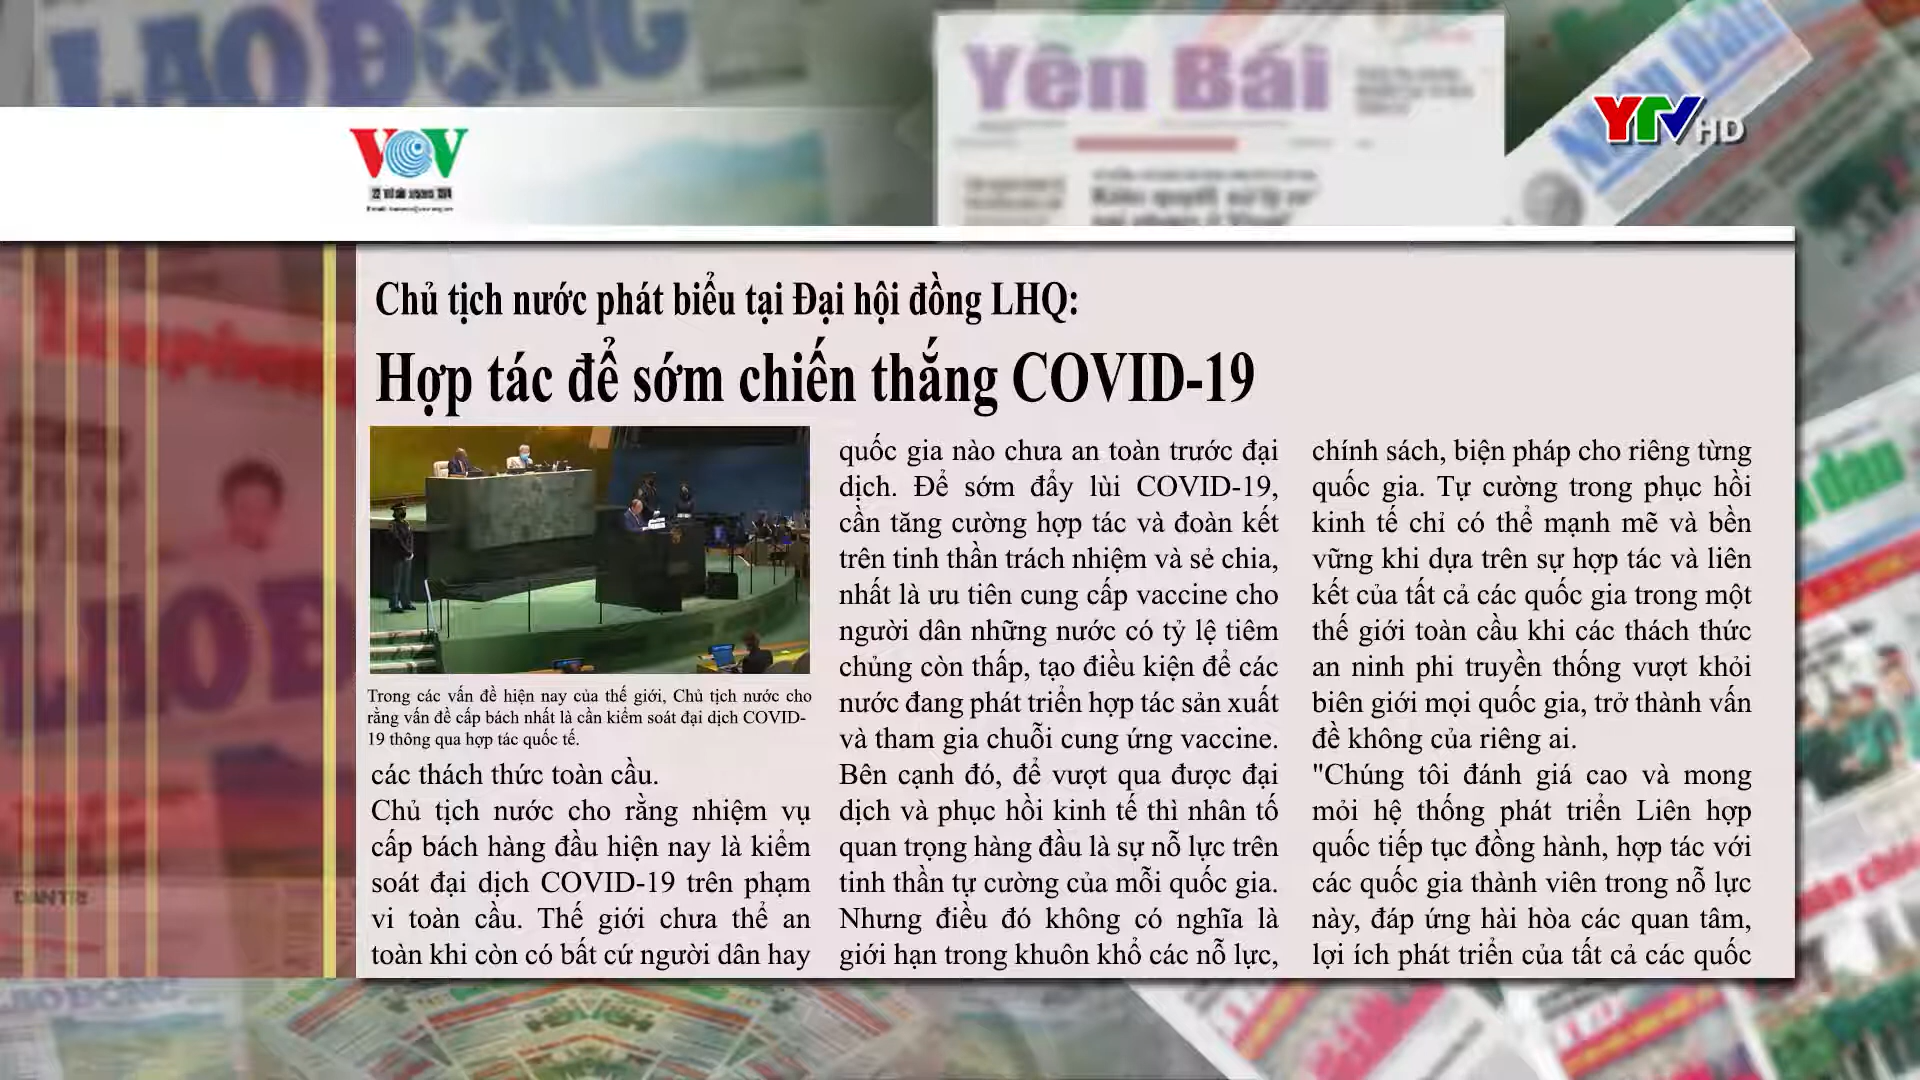 LAO ĐỘNG
Yên Bái
Nhân Dân
YTV HD
VOV
Chủ tịch nước phát biểu tại Đại hội đồng LHQ:
Hợp tác để sớm chiến thắng COVID-19
Trong các vấn đề hiện nay của thế giới, Chủ tịch nước cho
rằng vấn đề cấp bách nhất là cần kiểm soát đại dịch COVID-
19 thông qua hợp tác quốc tế.
các thách thức toàn cầu.
Chủ tịch nước cho rằng nhiệm vụ
cấp bách hàng đầu hiện nay là kiểm
soát đại dịch COVID-19 trên phạm
vi toàn cầu. Thế giới chưa thể an
toàn khi còn có bất cứ người dân hay
quốc gia nào chưa an toàn trước đại
dịch. Để sớm đẩy lùi COVID-19,
cần tăng cường hợp tác và đoàn kết
trên tinh thần trách nhiệm và sẻ chia,
nhất là ưu tiên cung cấp vaccine cho
người dân những nước có tỷ lệ tiêm
chủng còn thấp, tạo điều kiện để các
nước đang phát triển hợp tác sản xuất
và tham gia chuỗi cung ứng vaccine.
Bên cạnh đó, để vượt qua được đại
dịch và phục hồi kinh tế thì nhân tố
quan trọng hàng đầu là sự nỗ lực trên
tinh thần tự cường của mỗi quốc gia.
Nhưng điều đó không có nghĩa là
giới hạn trong khuôn khổ các nỗ lực,
chính sách, biện pháp cho riêng từng
quốc gia. Tự cường trong phục hồi
kinh tế chỉ có thể mạnh mẽ và bền
vững khi dựa trên sự hợp tác và liên
kết của tất cả các quốc gia trong một
thế giới toàn cầu khi các thách thức
an ninh phi truyền thống vượt khỏi
biên giới mọi quốc gia, trở thành vấn
đề không của riêng ai.
"Chúng tôi đánh giá cao và mong
mỏi hệ thống phát triển Liên hợp
quốc tiếp tục đồng hành, hợp tác với
các quốc gia thành viên trong nỗ lực
này, đáp ứng hài hòa các quan tâm,
lợi ích phát triển của tất cả các quốc
LAO ĐỘ
DANTRI
LAO ĐỘNG